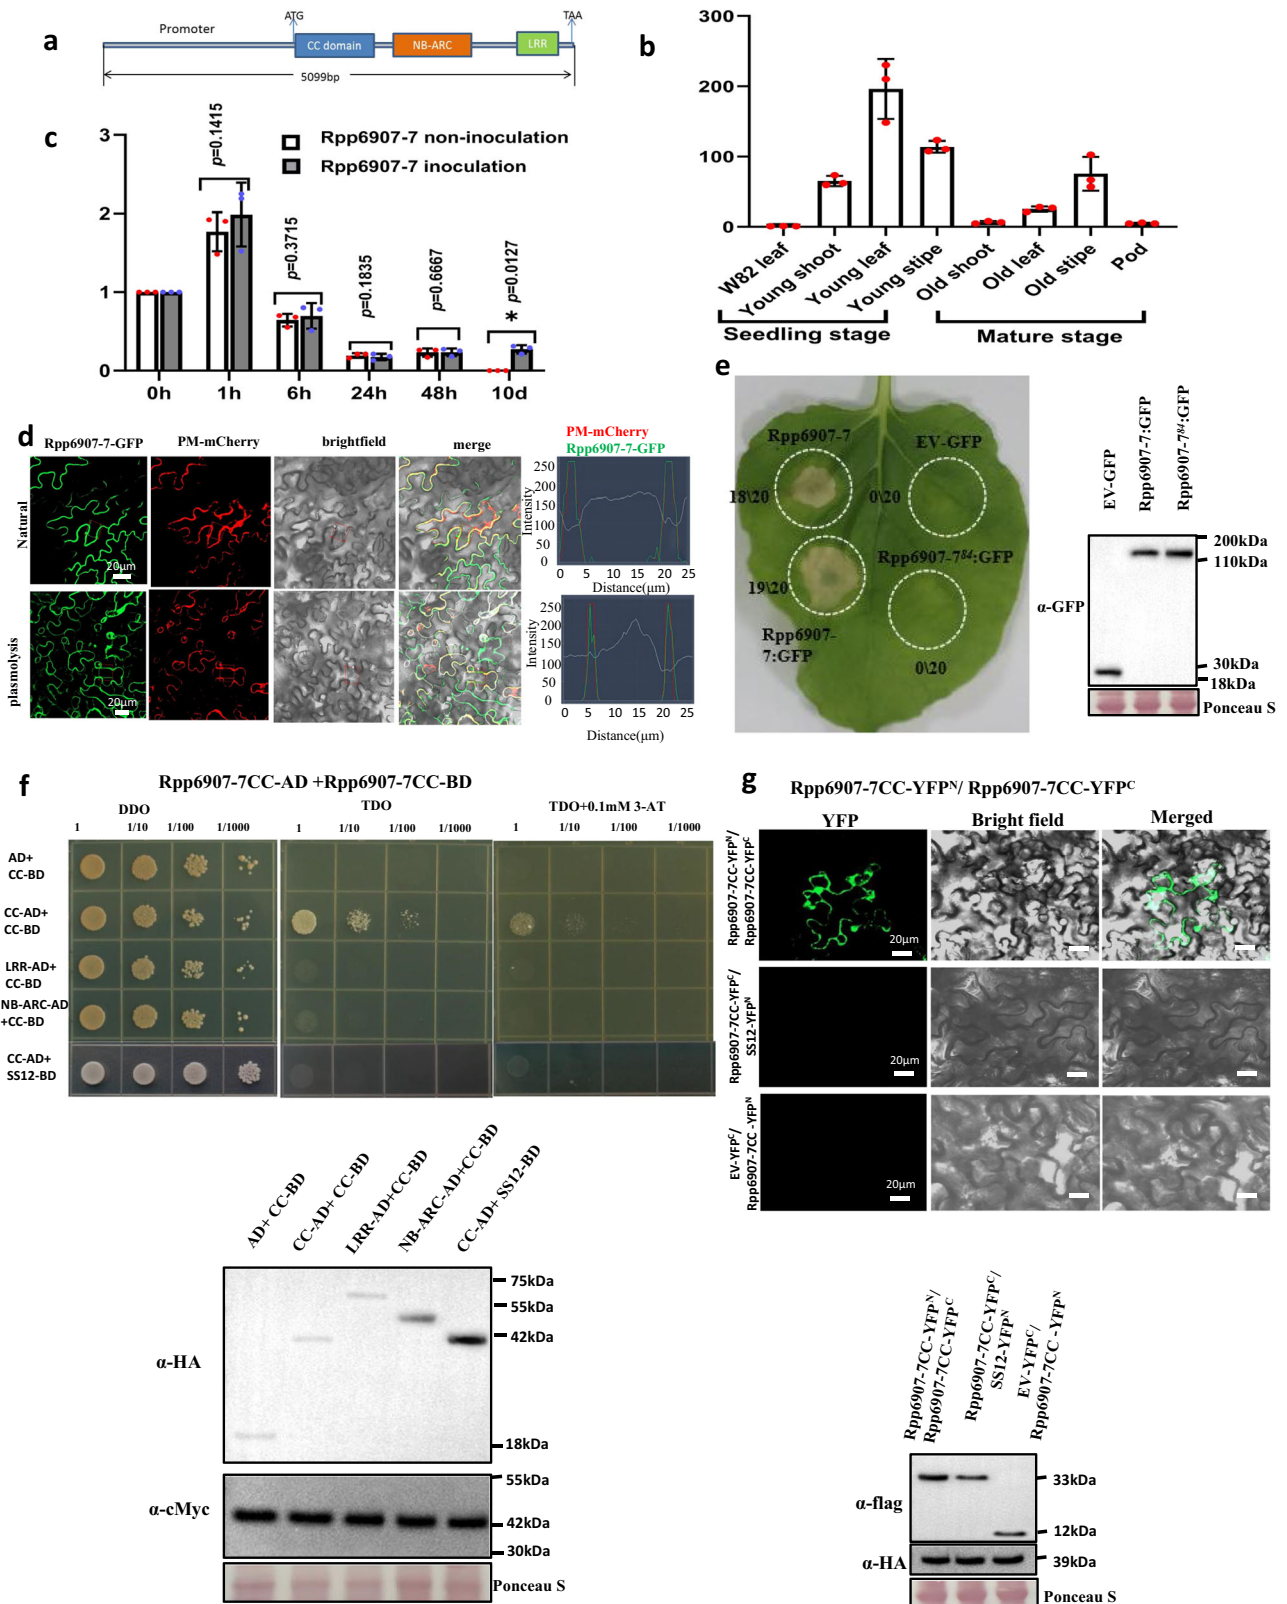 a
Promoter
ATG
TAA
CC domain
NB-ARC
LRR
5099bp
b
300
200
100
0
W82 leaf
Young shoot
Young leaf
Young stipe
Old shoot
Old leaf
Old stipe
Pod
Seedling stage
Mature stage
c
3
2
1
0
Rpp6907-7 non-inoculation
Rpp6907-7 inoculation
p=0.1415
p=0.3715
p=0.1835
p=0.6667
p=0.0127
*
0h
1h
6h
24h
48h
10d
d
Rpp6907-7-GFP
PM-mCherry
brightfield
merge
Natural
plasmolysis
20μm
20μm
PM-mCherry
Rpp6907-7-GFP
Intensity
250
200
150
100
50
0
0 5 10 15 20 25
Distance(μm)
Intensity
250
200
150
100
50
0
0 5 10 15 20 25
Distance(μm)
e
Rpp6907-7
EV-GFP
18\20
0\20
Rpp6907-7⁸⁴:GFP
19\20
Rpp6907-
7:GFP
0\20
EV-GFP
Rpp6907-7:GFP
Rpp6907-7⁸⁴:GFP
α-GFP
200kDa
110kDa
30kDa
18kDa
Ponceau S
f
Rpp6907-7CC-AD +Rpp6907-7CC-BD
DDO
TDO
TDO+0.1mM 3-AT
1 1/10 1/100 1/1000
1 1/10 1/100 1/1000
1 1/10 1/100 1/1000
AD+
CC-BD
CC-AD+
CC-BD
LRR-AD+
CC-BD
NB-ARC-AD
+CC-BD
CC-AD+
SS12-BD
AD+ CC-BD
CC-AD+ CC-BD
LRR-AD+CC-BD
NB-ARC-AD+CC-BD
CC-AD+ SS12-BD
α-HA
75kDa
55kDa
42kDa
18kDa
α-cMyc
55kDa
42kDa
30kDa
Ponceau S
g
Rpp6907-7CC-YFPᴺ/ Rpp6907-7CC-YFPᶜ
YFP
Bright field
Merged
Rpp6907-7CC-YFPᴺ/
Rpp6907-7CC-YFPᶜ
20μm
Rpp6907-7CC-YFPᶜ/
SS12-YFPᴺ
20μm
EV-YFPᶜ/
Rpp6907-7CC -YFPᴺ
20μm
Rpp6907-7CC-YFPᴺ/
Rpp6907-7CC-YFPᶜ
Rpp6907-7CC-YFPᶜ/
SS12-YFPᴺ
EV-YFPᶜ/
Rpp6907-7CC -YFPᴺ
α-flag
33kDa
12kDa
α-HA
39kDa
Ponceau S